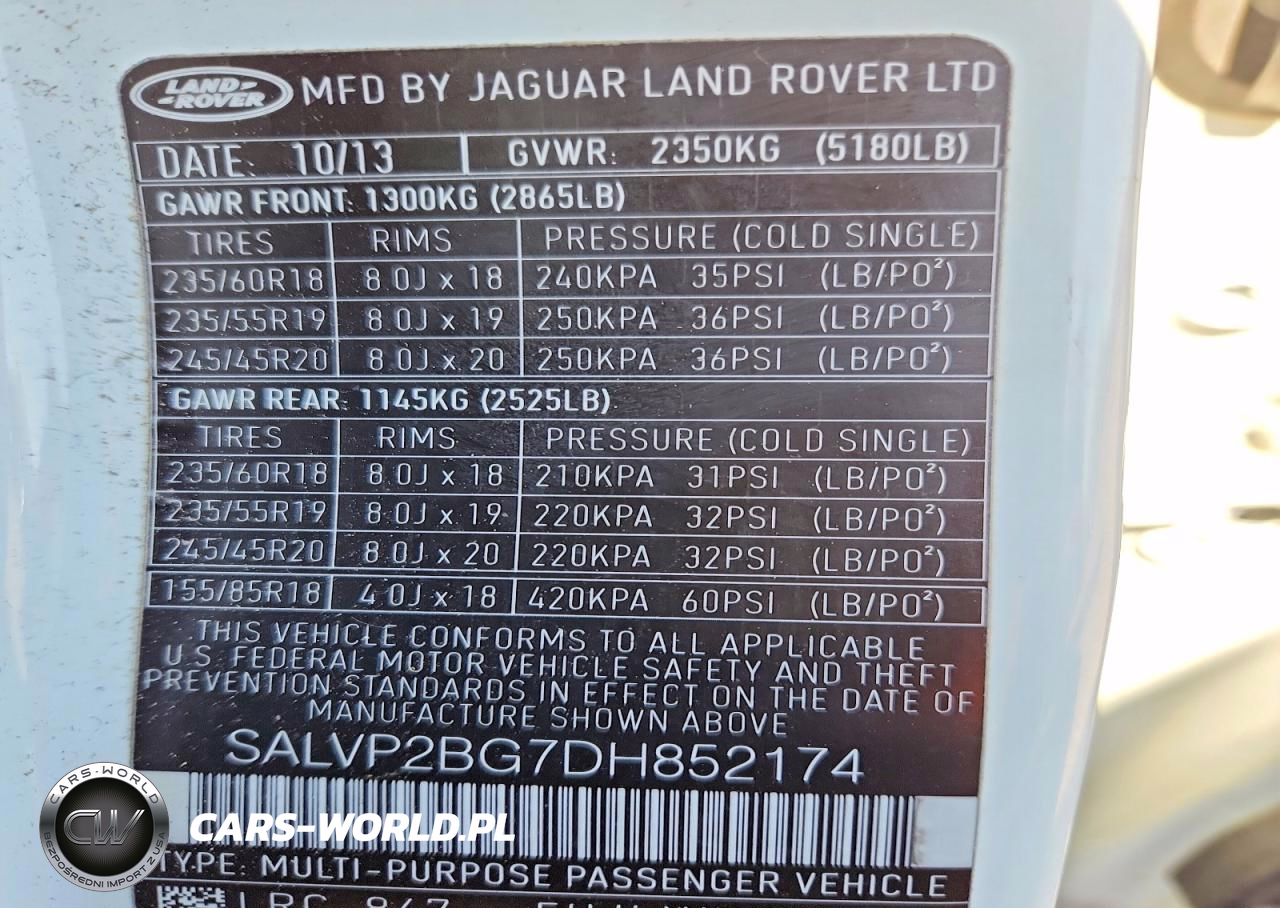 LAND-
-ROVER
MFD BY JAGUAR LAND ROVER LTD
DATE: 10/13 GVWR: 2350KG (5180LB)
GAWR FRONT: 1300KG (2865LB)
TIRES RIMS PRESSURE (COLD SINGLE)
235/60R18 8.0J x 18 240KPA 35PSI (LB/PO²)
235/55R19 8.0J x 19 250KPA 36PSI (LB/PO²)
245/45R20 8.0J x 20 250KPA 36PSI (LB/PO²)
GAWR REAR: 1145KG (2525LB)
TIRES RIMS PRESSURE (COLD SINGLE)
235/60R18 8.0J x 18 210KPA 31PSI (LB/PO²)
235/55R19 8.0J x 19 220KPA 32PSI (LB/PO²)
245/45R20 8.0J x 20 220KPA 32PSI (LB/PO²)
155/85R18 4.0J x 18 420KPA 60PSI (LB/PO²)
THIS VEHICLE CONFORMS TO ALL APPLICABLE
U.S. FEDERAL MOTOR VEHICLE SAFETY AND THEFT
PREVENTION STANDARDS IN EFFECT ON THE DATE OF
MANUFACTURE SHOWN ABOVE
SALVP2BG7DH852174
CARS-WORLD
CW
BEZPOŚREDNI IMPORT Z USA
CARS-WORLD.PL
TYPE: MULTI-PURPOSE PASSENGER VEHICLE
LRC 867